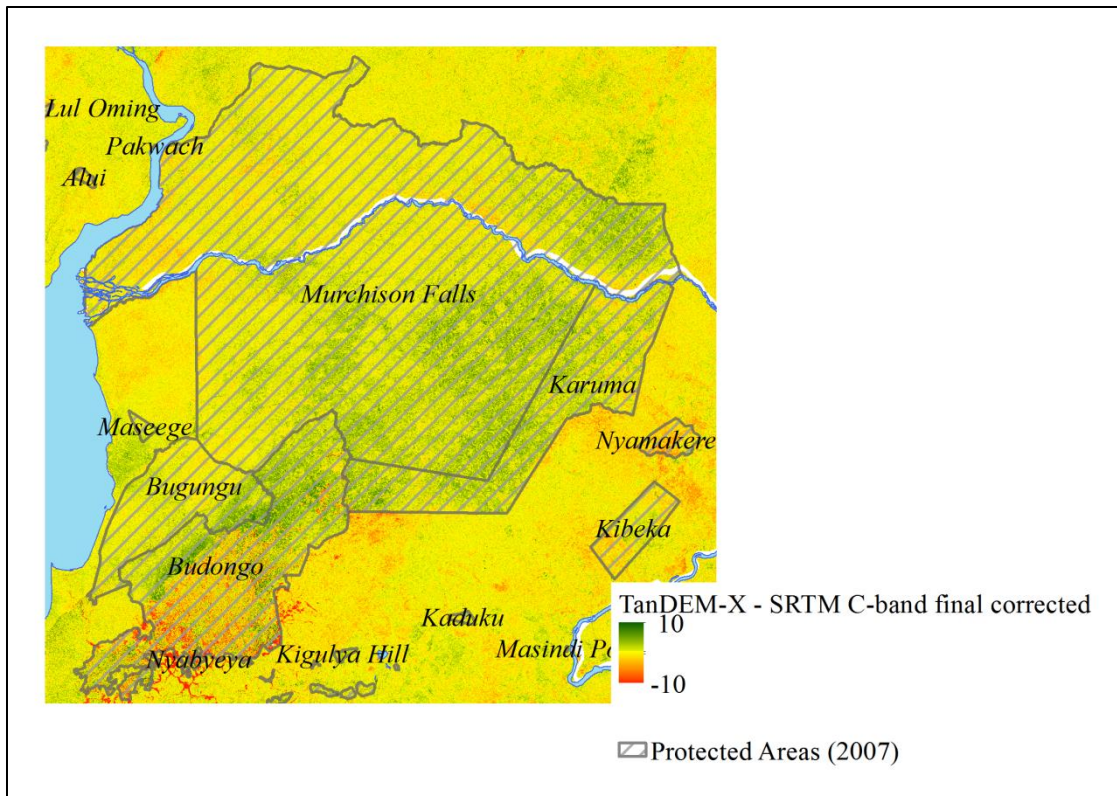 Lul Oming
Pakwach
Alui
Murchison Falls
Karuma
Maseege
Nyamakere
Bugungu
Kibeka
Budongo
TanDEM-X - SRTM C-band final corrected
10
-10
Kaduku
Masindi Po
Nyabyeya
Kigulya Hill
Protected Areas (2007)